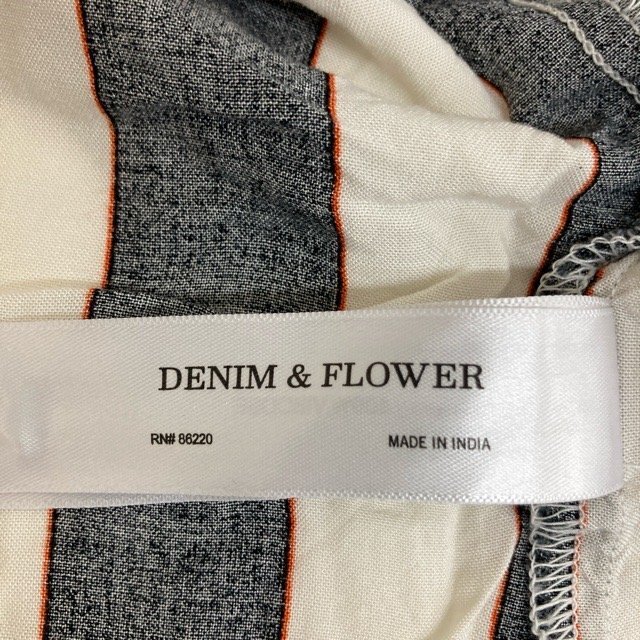 DENIM & FLOWER
RN# 86220 MADE IN INDIA